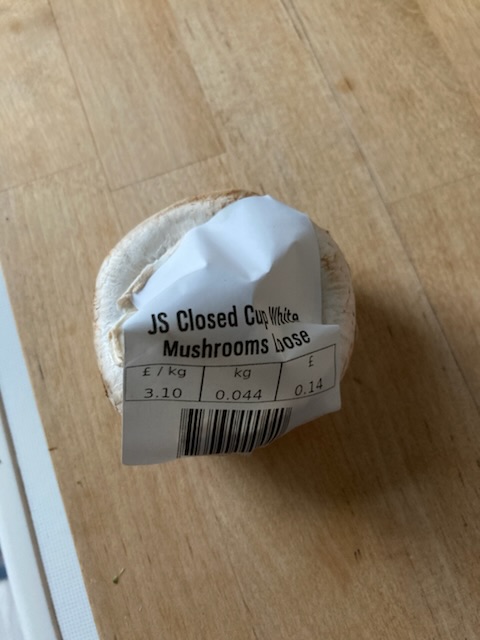 JS Closed Cup White
Mushrooms Loose
£ / kg kg £
3.10 0.044 0.14